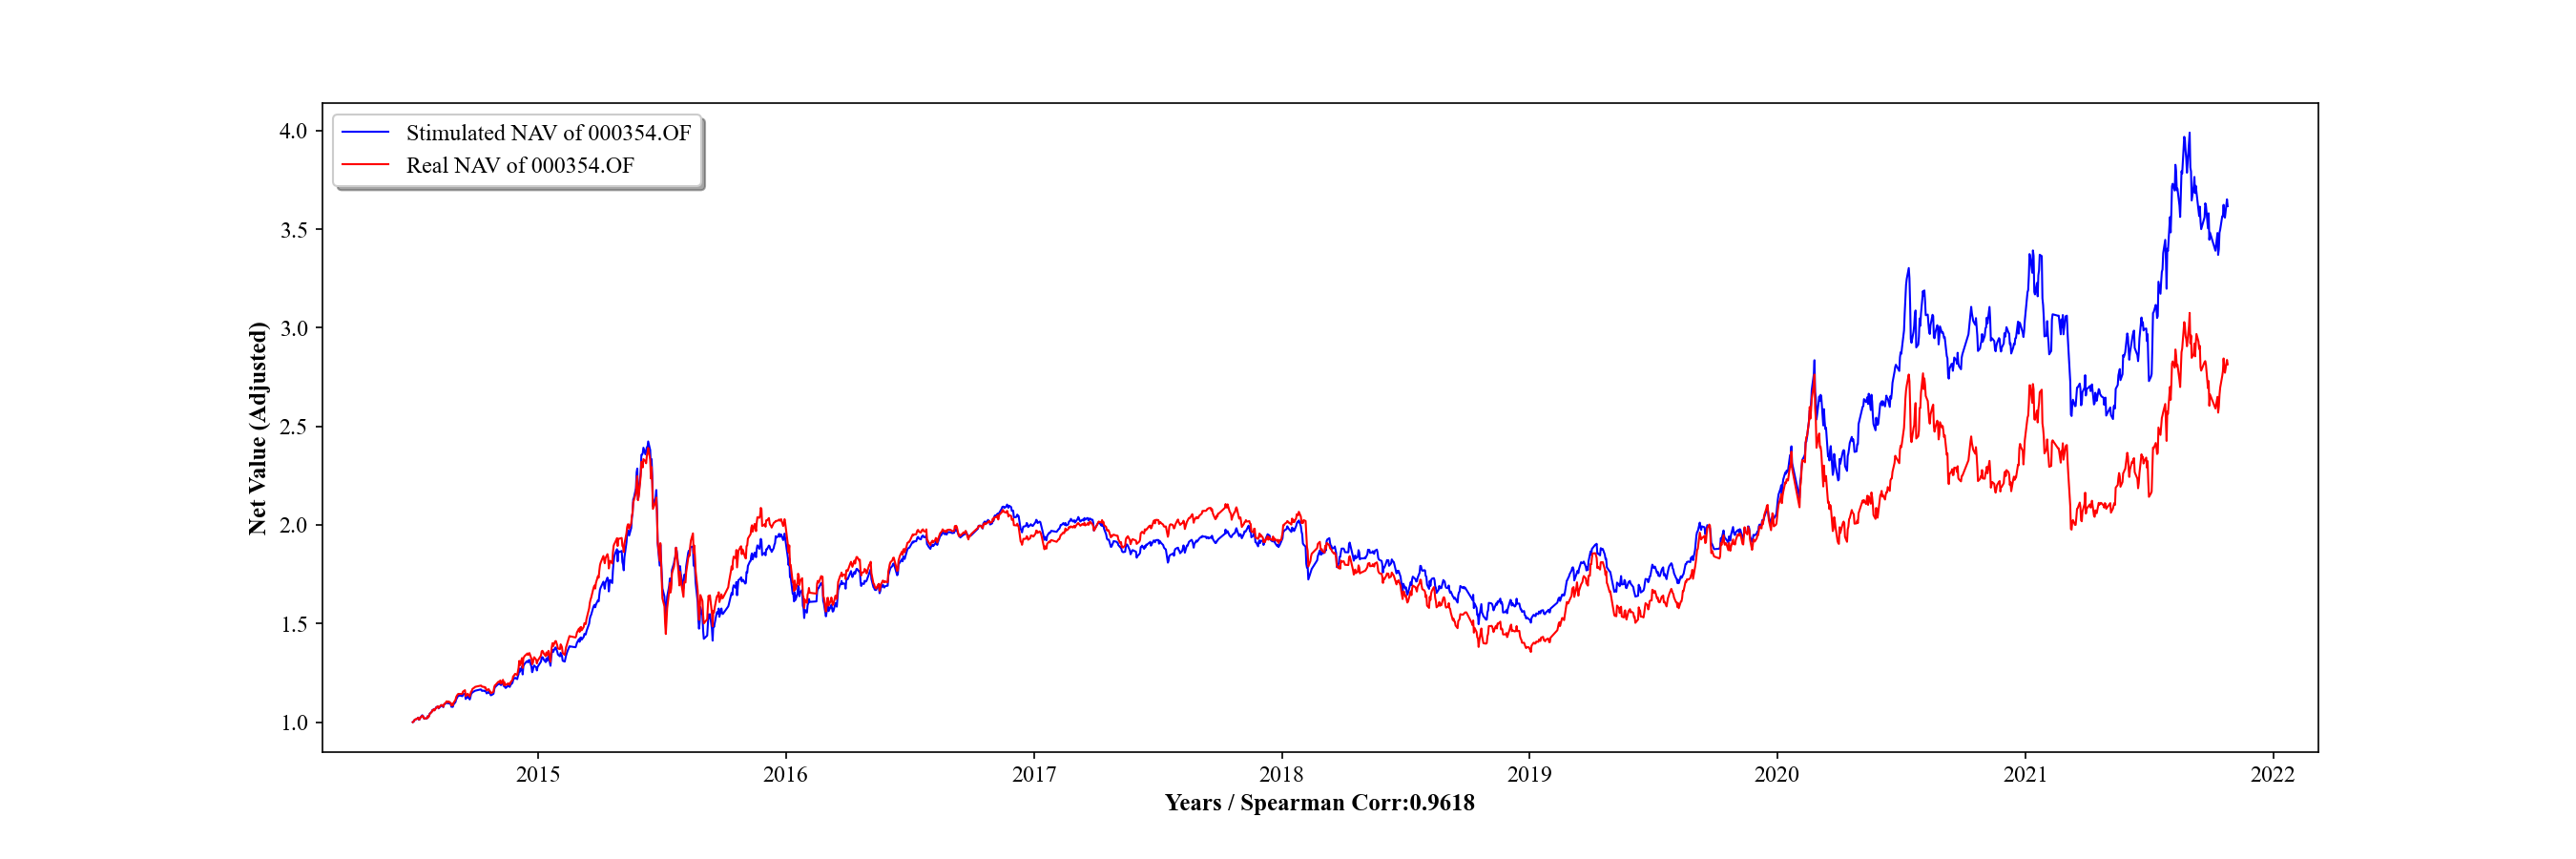 Stimulated NAV of 000354.OF
Real NAV of 000354.OF
4.0
3.5
3.0
2.5
2.0
1.5
1.0
Net Value (Adjusted)
2015 2016 2017 2018 2019 2020 2021 2022
Years / Spearman Corr:0.9618